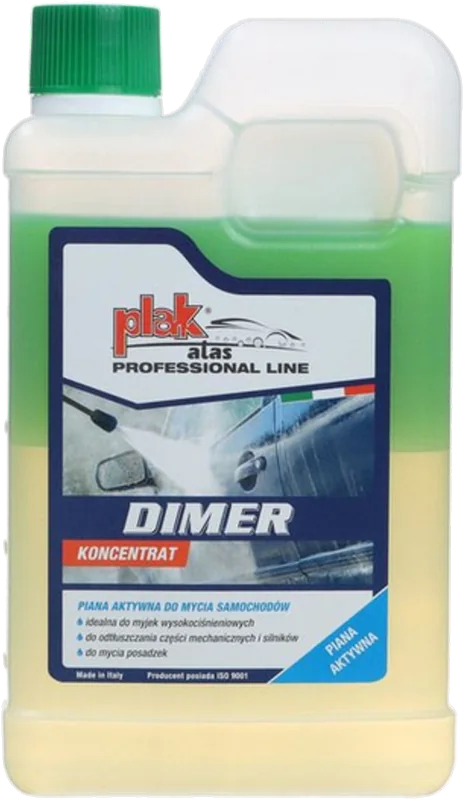 plak®
atas
PROFESSIONAL LINE
DIMER
KONCENTRAT
PIANA AKTYWNA DO MYCIA SAMOCHODÓW
idealna do myjek wysokociśnieniowych
do odtłuszczania części mechanicznych i silników
do mycia posadzek
PIANA
AKTYWNA
Made in Italy Producent posiada ISO 9001